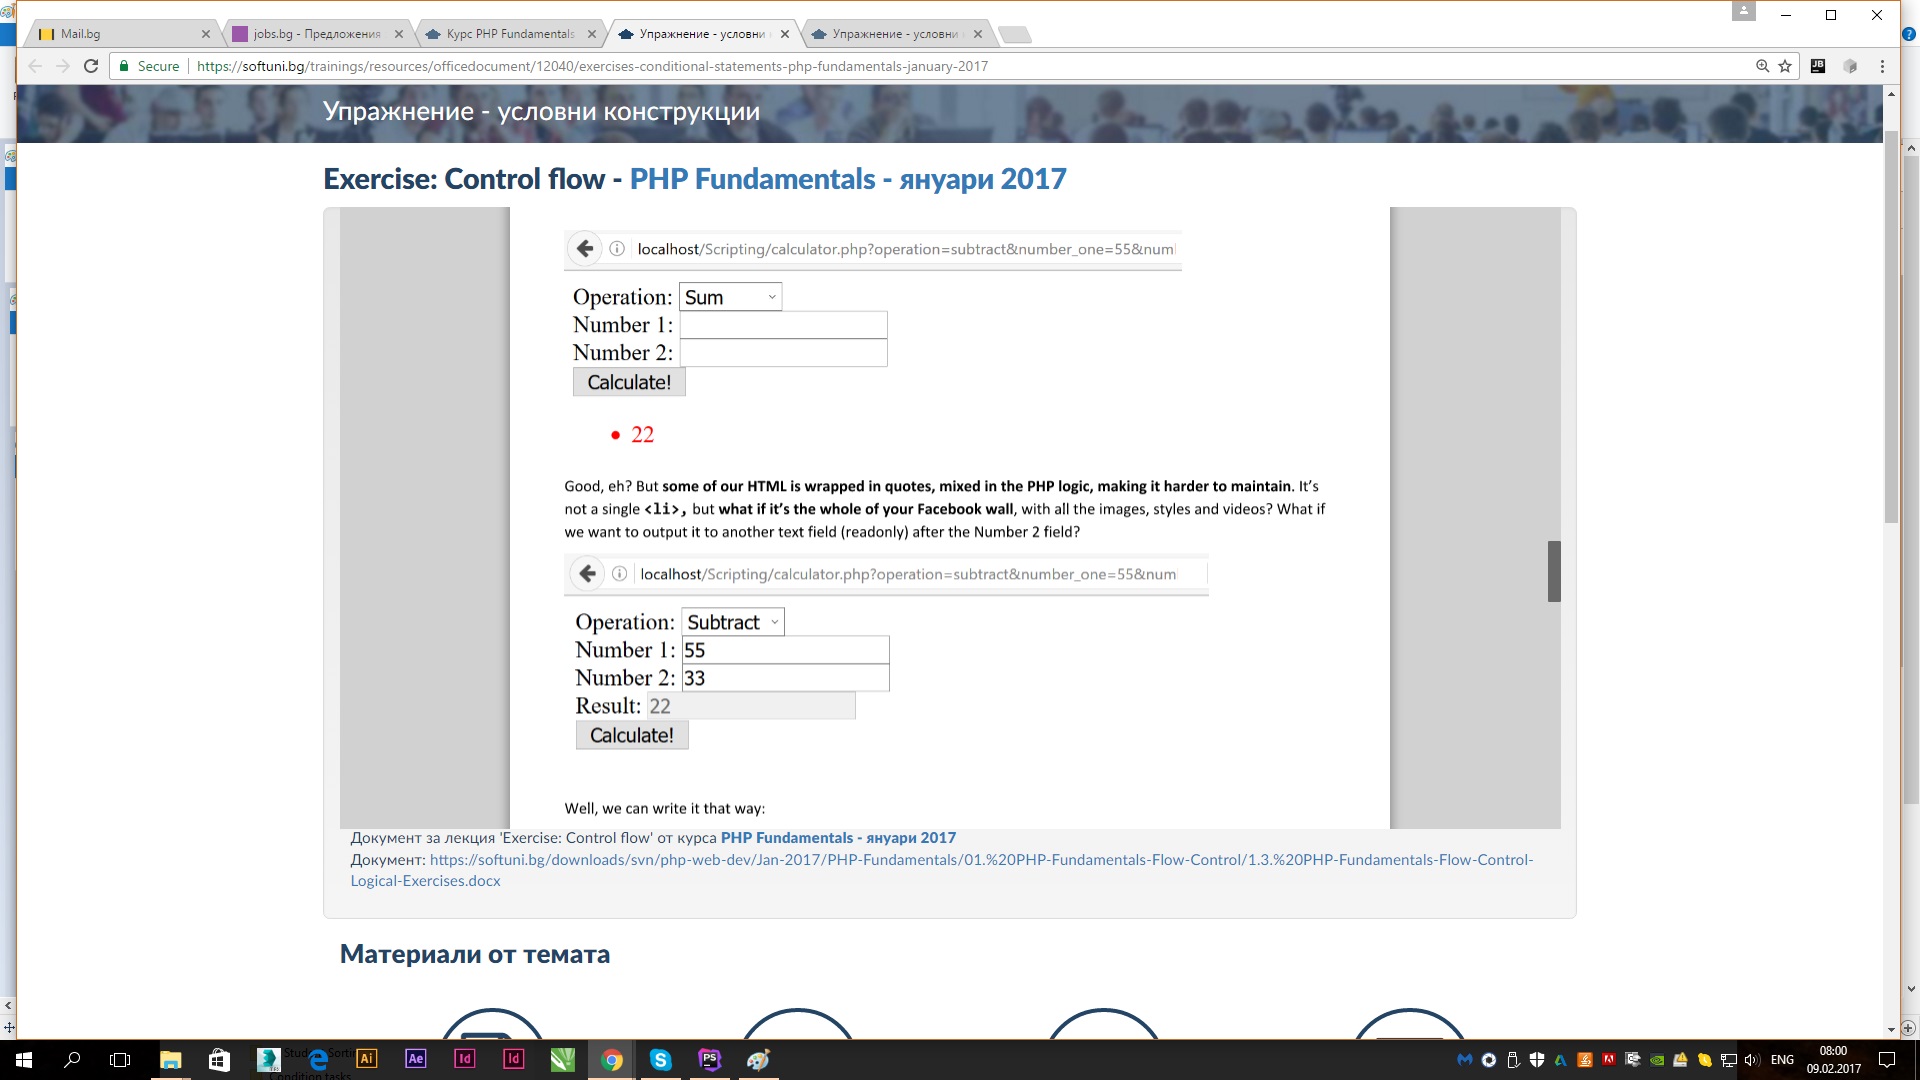 Mail.bg
jobs.bg - Предложения
Курс PHP Fundamentals
Упражнение - условни
Упражнение - условни
Secure
https://softuni.bg/trainings/resources/officedocument/12040/exercises-conditional-statements-php-fundamentals-january-2017
JB
Упражнение - условни конструкции
Exercise: Control flow - PHP Fundamentals - януари 2017
localhost/Scripting/calculator.php?operation=subtract&number_one=55&num
Operation: Sum
Number 1:
Number 2:
Calculate!
• 22
Good, eh? But some of our HTML is wrapped in quotes, mixed in the PHP logic, making it harder to maintain. It's
not a single <li>, but what if it's the whole of your Facebook wall, with all the images, styles and videos? What if
we want to output it to another text field (readonly) after the Number 2 field?
localhost/Scripting/calculator.php?operation=subtract&number_one=55&num
Operation: Subtract
Number 1: 55
Number 2: 33
Result: 22
Calculate!
Well, we can write it that way:
Документ за лекция 'Exercise: Control flow' от курса PHP Fundamentals - януари 2017
Документ: https://softuni.bg/downloads/svn/php-web-dev/Jan-2017/PHP-Fundamentals/01.%20PHP-Fundamentals-Flow-Control/1.3.%20PHP-Fundamentals-Flow-Control-
Logical-Exercises.docx
Материали от темата
Ai
Ae
Id
Id
PS
ENG
08:00
09.02.2017